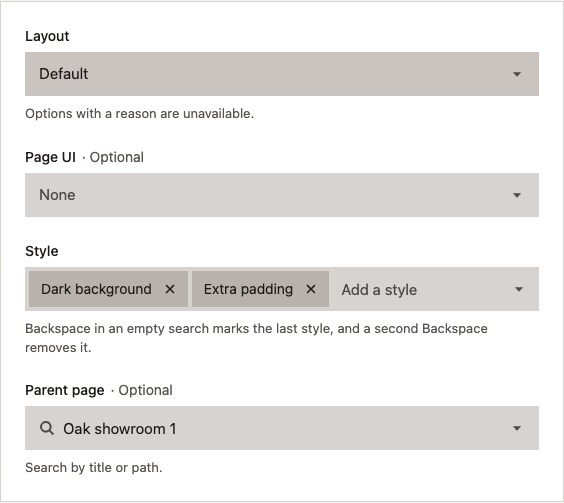 Layout
Default
Options with a reason are unavailable.
Page UI · Optional
None
Style
Dark background ✕ Extra padding ✕ Add a style
Backspace in an empty search marks the last style, and a second Backspace
removes it.
Parent page · Optional
Oak showroom 1
Search by title or path.